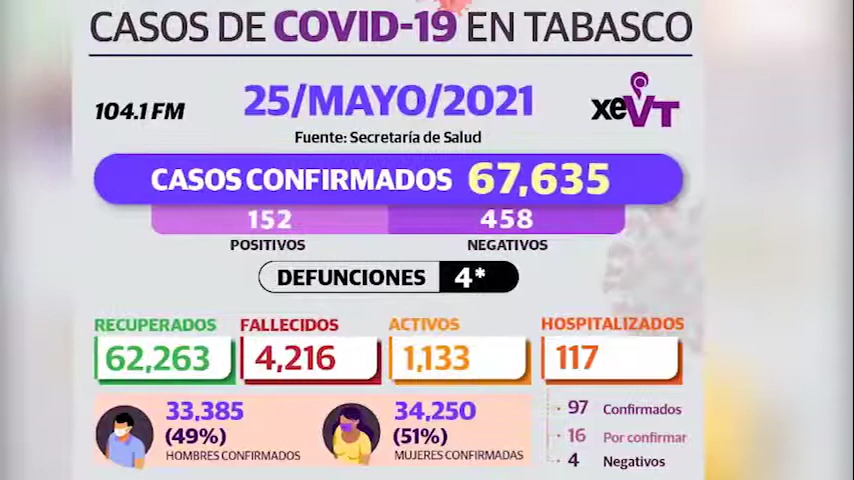 CASOS DE COVID-19 EN TABASCO
104.1 FM
25/MAYO/2021
xeVT
Fuente: Secretaría de Salud
CASOS CONFIRMADOS 67,635
152 458
POSITIVOS NEGATIVOS
DEFUNCIONES 4*
RECUPERADOS FALLECIDOS ACTIVOS HOSPITALIZADOS
62,263 4,216 1,133 117
33,385 34,250
(49%) (51%)
HOMBRES CONFIRMADOS MUJERES CONFIRMADAS
97 Confirmados
16 Por confirmar
4 Negativos